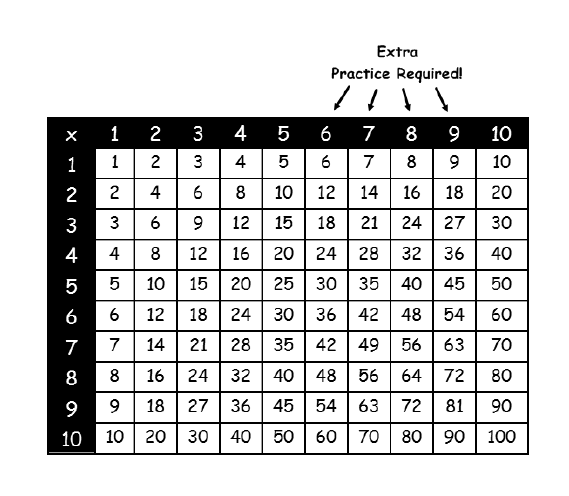 Extra
Practice Required!
x 1 2 3 4 5 6 7 8 9 10
1 1 2 3 4 5 6 7 8 9 10
2 2 4 6 8 10 12 14 16 18 20
3 3 6 9 12 15 18 21 24 27 30
4 4 8 12 16 20 24 28 32 36 40
5 5 10 15 20 25 30 35 40 45 50
6 6 12 18 24 30 36 42 48 54 60
7 7 14 21 28 35 42 49 56 63 70
8 8 16 24 32 40 48 56 64 72 80
9 9 18 27 36 45 54 63 72 81 90
10 10 20 30 40 50 60 70 80 90 100